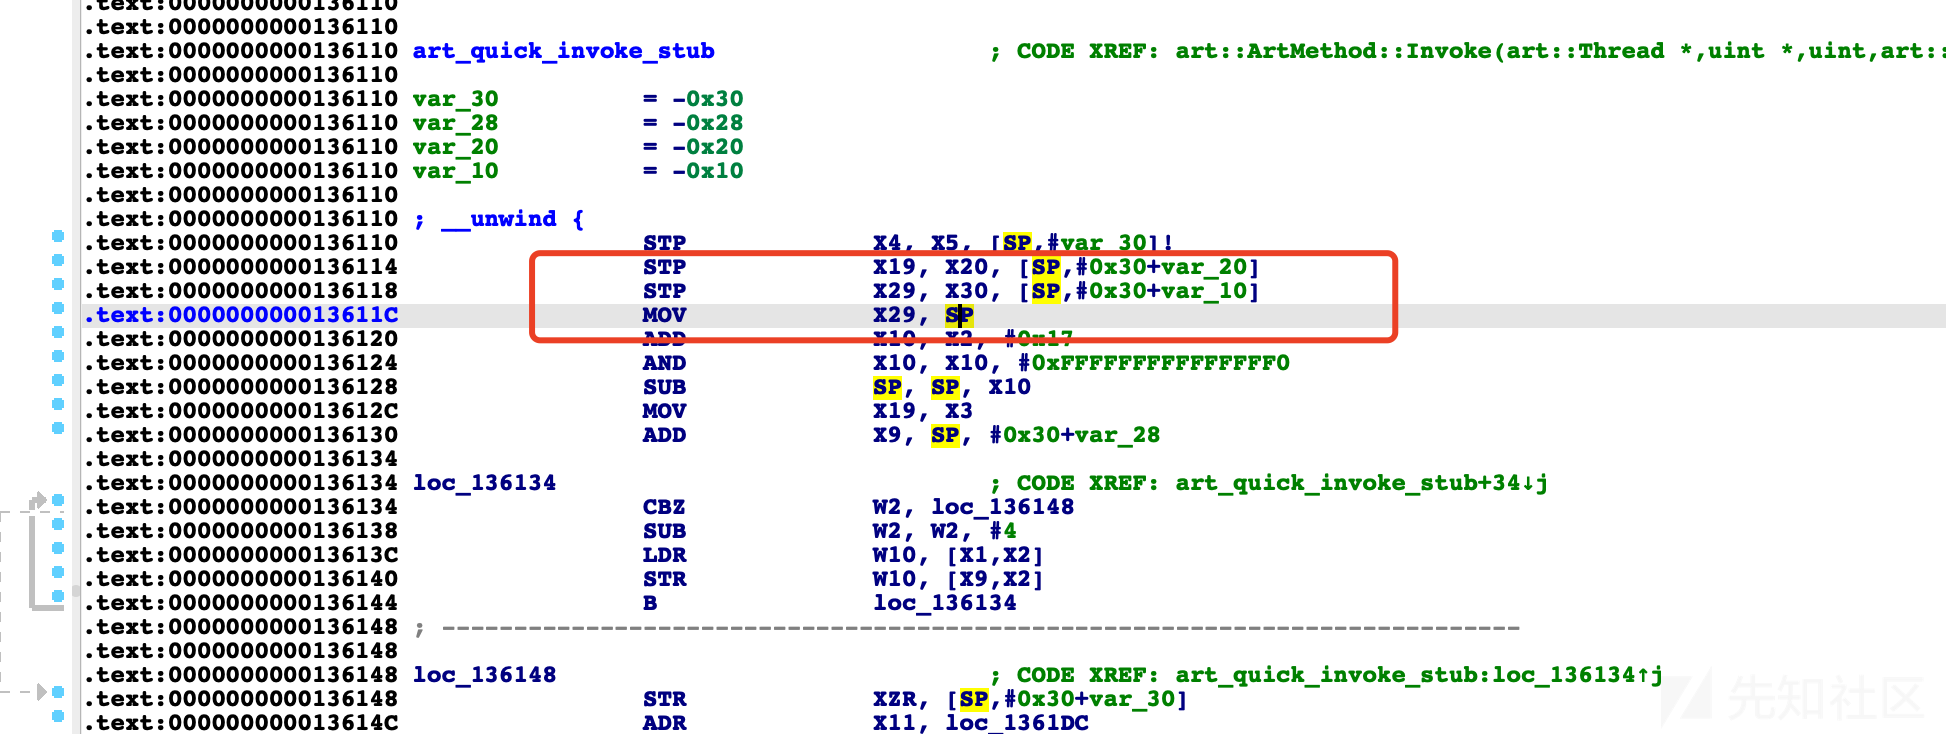 .text:0000000000136110
.text:0000000000136110
.text:0000000000136110 art_quick_invoke_stub ; CODE XREF: art::ArtMethod::Invoke(art::Thread *,uint *,uint,art::
.text:0000000000136110
.text:0000000000136110 var_30 = -0x30
.text:0000000000136110 var_28 = -0x28
.text:0000000000136110 var_20 = -0x20
.text:0000000000136110 var_10 = -0x10
.text:0000000000136110
.text:0000000000136110 ; __unwind {
.text:0000000000136110 STP X4, X5, [SP,#var_30]!
.text:0000000000136114 STP X19, X20, [SP,#0x30+var_20]
.text:0000000000136118 STP X29, X30, [SP,#0x30+var_10]
.text:000000000013611C MOV X29, SP
.text:0000000000136120 ADD X10, X2, #0x17
.text:0000000000136124 AND X10, X10, #0xFFFFFFFFFFFFFFF0
.text:0000000000136128 SUB SP, SP, X10
.text:000000000013612C MOV X19, X3
.text:0000000000136130 ADD X9, SP, #0x30+var_28
.text:0000000000136134
.text:0000000000136134 loc_136134 ; CODE XREF: art_quick_invoke_stub+34↓j
.text:0000000000136134 CBZ W2, loc_136148
.text:0000000000136138 SUB W2, W2, #4
.text:000000000013613C LDR W10, [X1,X2]
.text:0000000000136140 STR W10, [X9,X2]
.text:0000000000136144 B loc_136134
.text:0000000000136148 ; ---------------------------------------------------------------------------
.text:0000000000136148
.text:0000000000136148 loc_136148 ; CODE XREF: art_quick_invoke_stub:loc_136134↑j
.text:0000000000136148 STR XZR, [SP,#0x30+var_30]
.text:000000000013614C ADR X11, loc_1361DC
先知社区